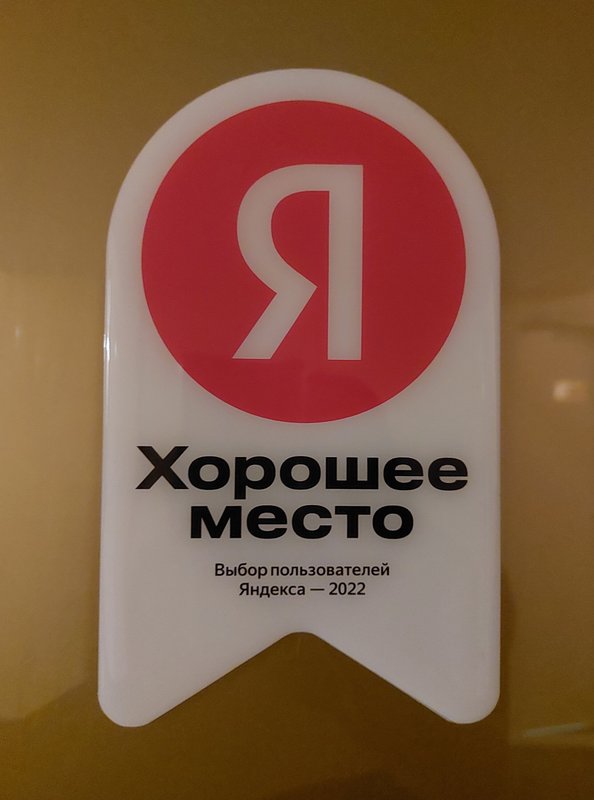 Я
Хорошее
место
Выбор пользователей
Яндекса — 2022